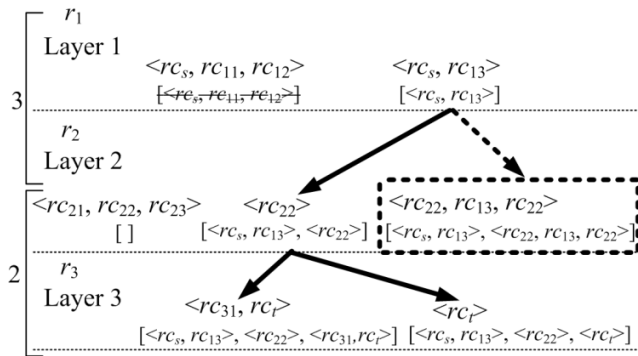 r1
Layer 1
<rcs, rc11, rc12> <rcs, rc13>
[<rcs, rc11, rc12>] [<rcs, rc13>]
3
r2
Layer 2
<rc21, rc22, rc23> <rc22> <rc22, rc13, rc22>
[ ] [<rcs, rc13>, <rc22>] [<rcs, rc13>, <rc22, rc13, rc22>]
2
r3
Layer 3
<rc31, rct> <rct>
[<rcs, rc13>, <rc22>, <rc31,rct>] [<rcs, rc13>, <rc22>, <rct>]